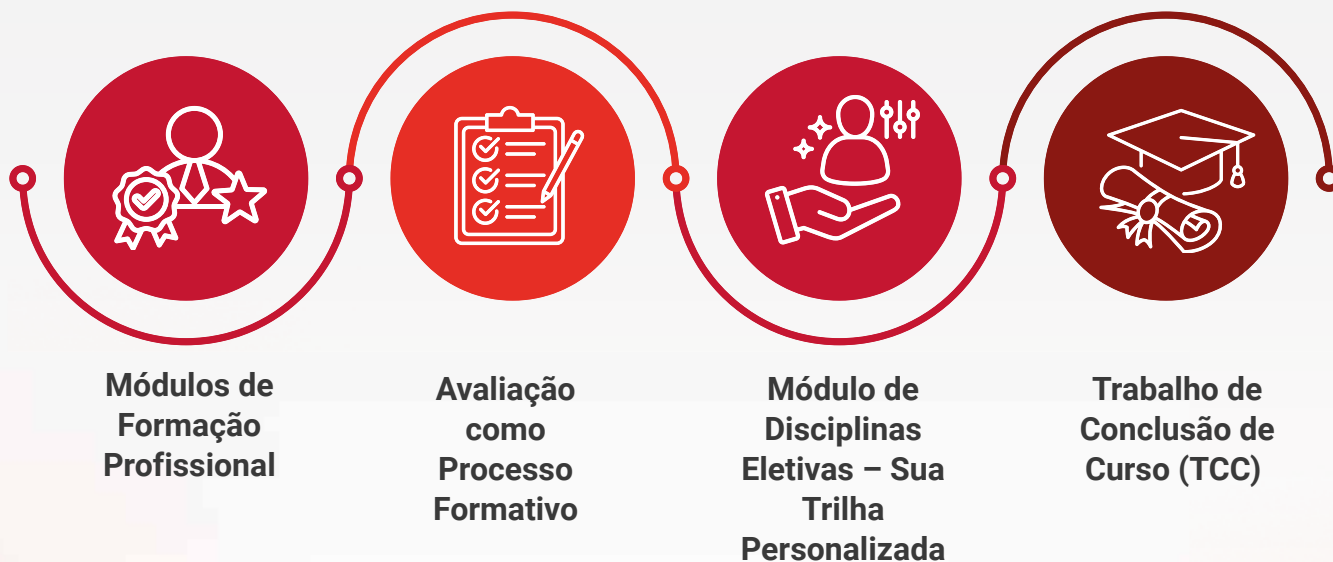 Módulos de
Formação
Profissional
Avaliação
como
Processo
Formativo
Módulo de
Disciplinas
Eletivas – Sua
Trilha
Personalizada
Trabalho de
Conclusão de
Curso (TCC)